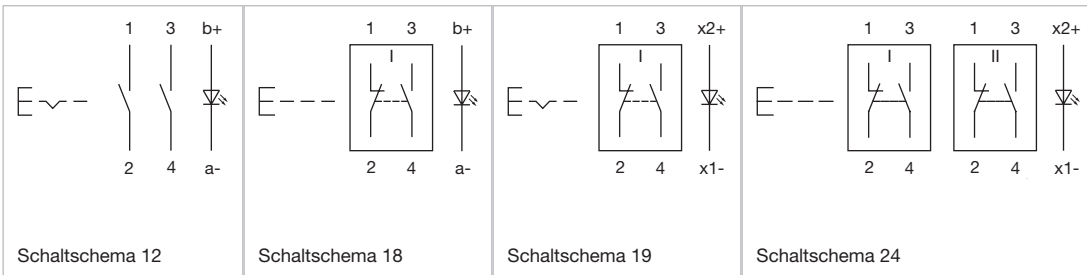 1 3 b+
2 4 a-
Schaltschema 12
1 3 b+
I
2 4 a-
Schaltschema 18
1 3 x2+
I
2 4 x1-
Schaltschema 19
1 3 1 3 x2+
I II
2 4 2 4 x1-
Schaltschema 24